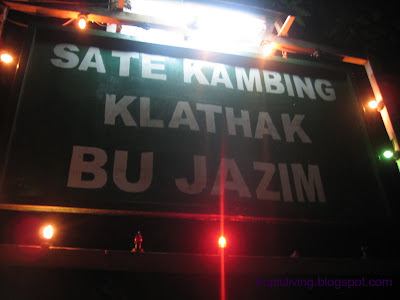 SATE KAMBING
KLATHAK
BU JAZIM